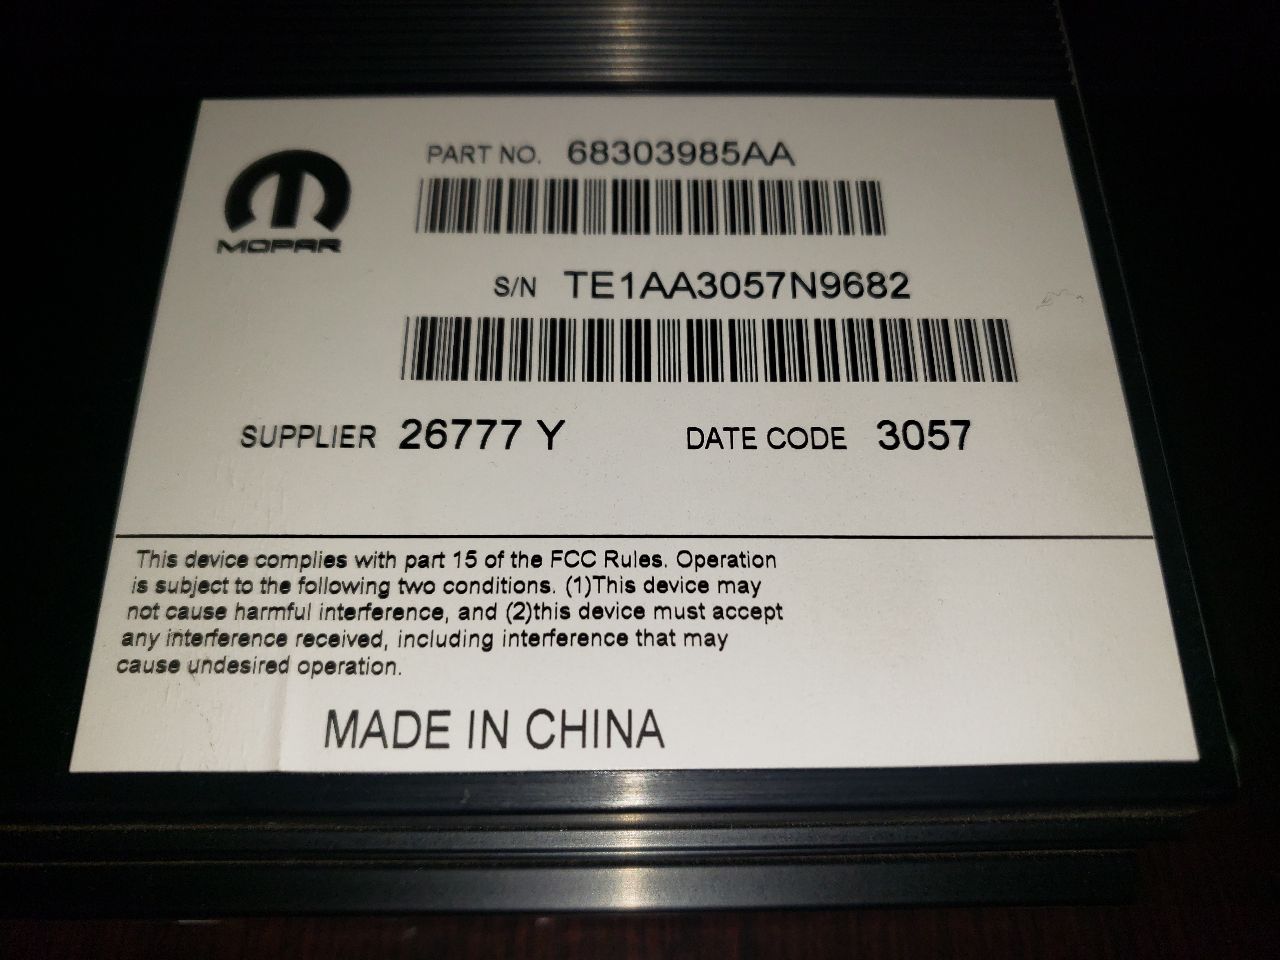 MOPAR
PART NO. 68303985AA
S/N TE1AA3057N9682
SUPPLIER 26777 Y DATE CODE 3057
This device complies with part 15 of the FCC Rules. Operation
is subject to the following two conditions. (1)This device may
not cause harmful interference, and (2)this device must accept
any interference received, including interference that may
cause undesired operation.
MADE IN CHINA